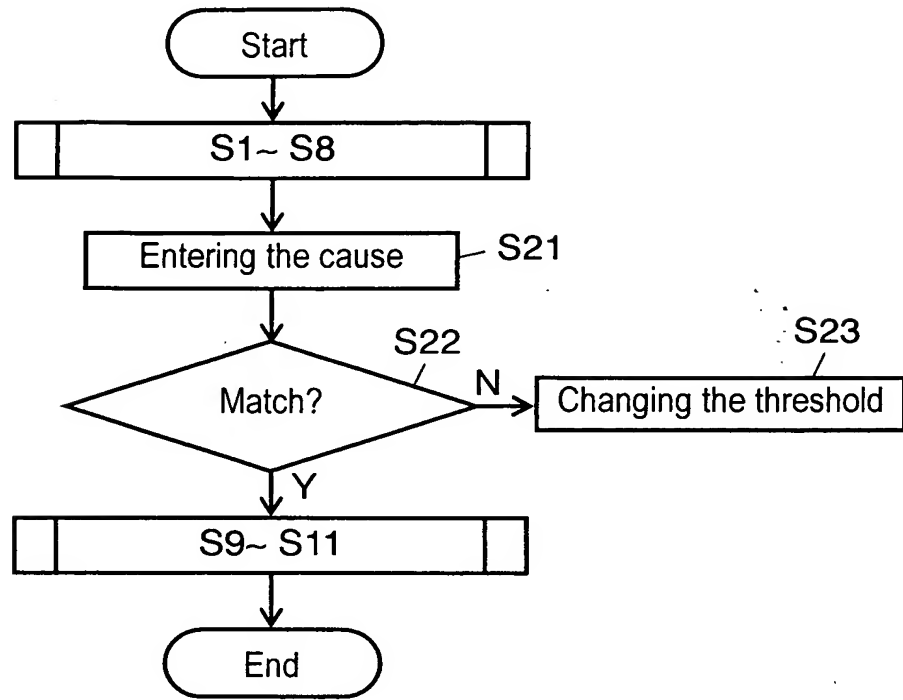 Start
S1~ S8
Entering the cause
S21
S22
Match?
N
S23
Changing the threshold
Y
S9~ S11
End